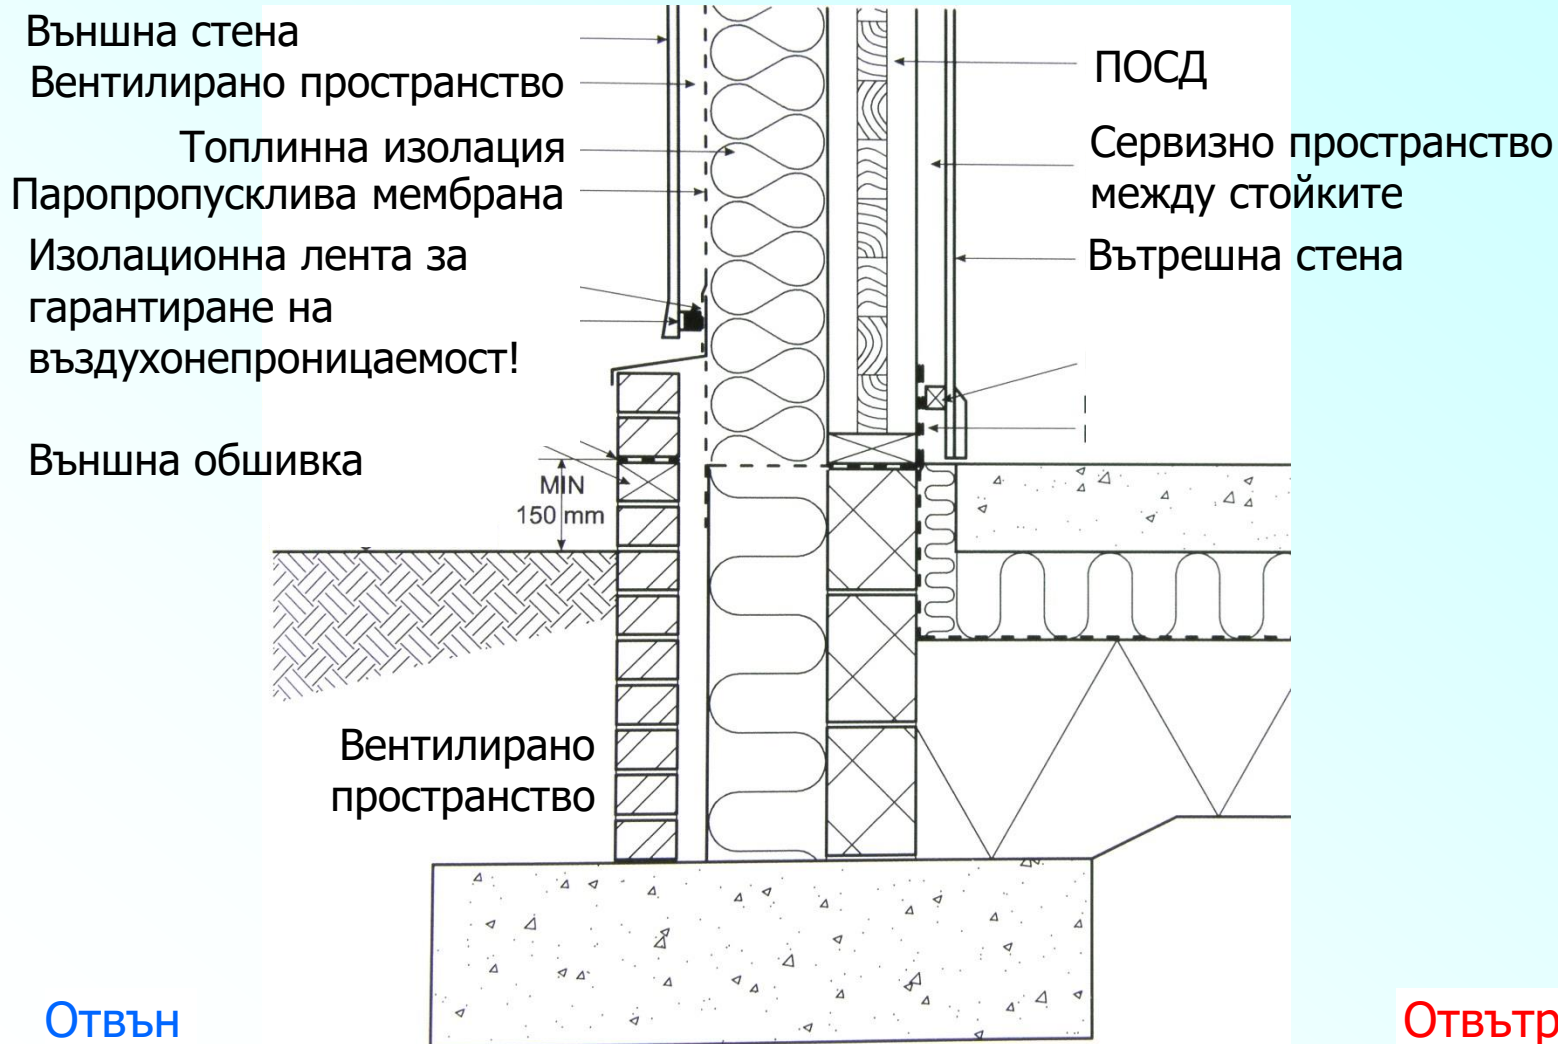 Външна стена
Вентилирано пространство
Топлинна изолация
Паропропусклива мембрана
Изолационна лента за
гарантиране на
въздухонепроницаемост!
Външна обшивка
MIN
150 mm
Вентилирано
пространство
ПОСД
Сервизно пространство
между стойките
Вътрешна стена
Отвън
Отвътр